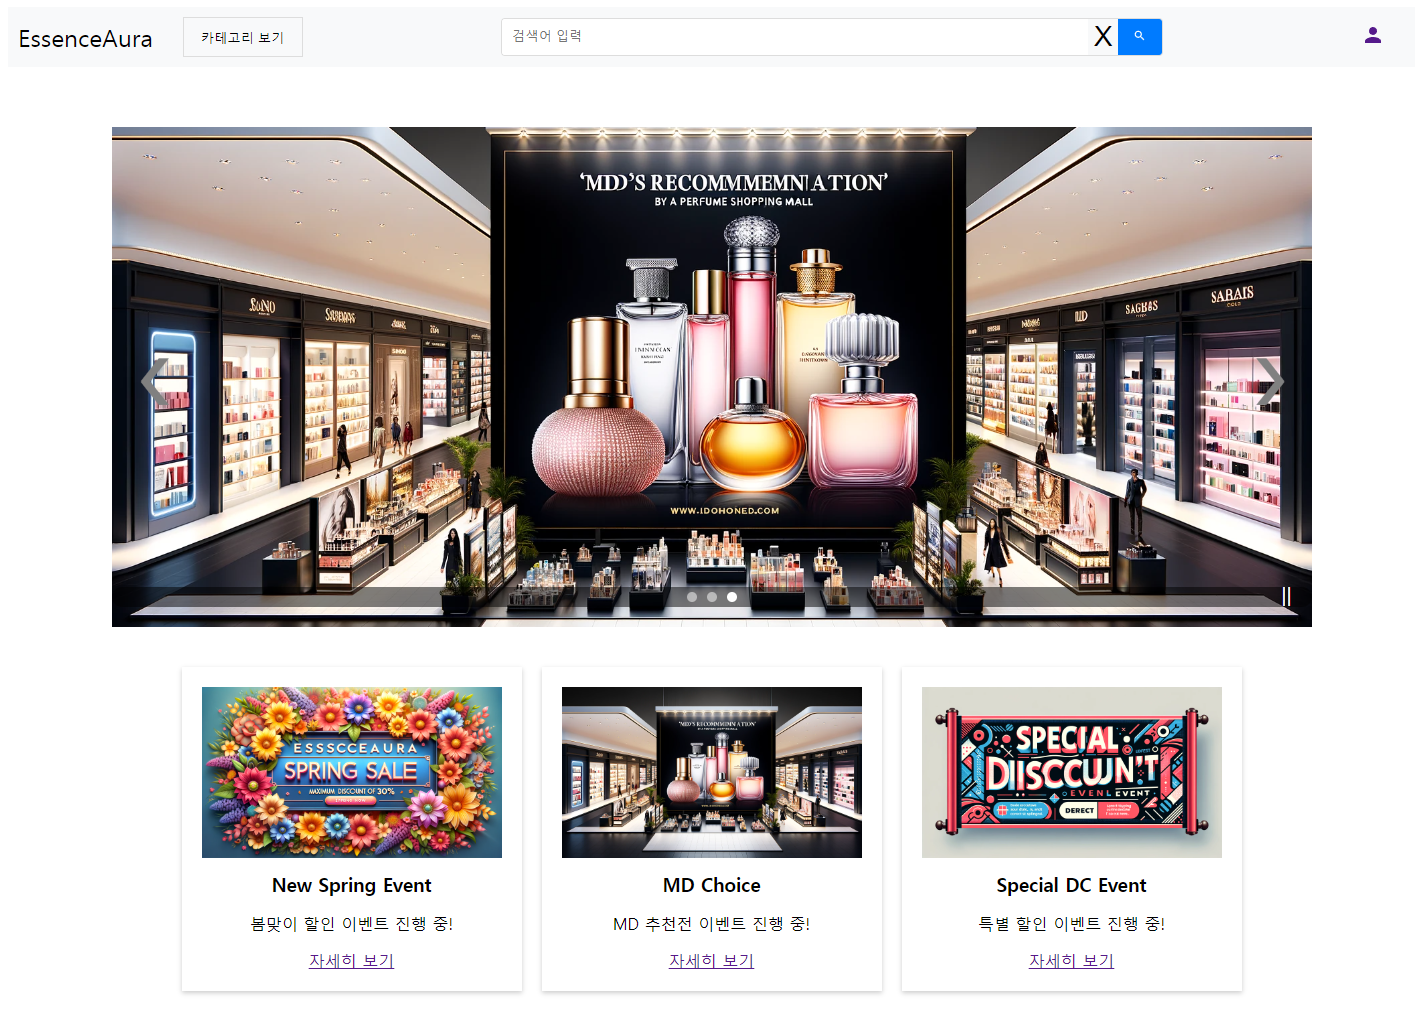 EssenceAura
카테고리 보기
검색어 입력
X
'MDD'S RECOMMMEMNIATION'
BY A PERFUME SHOPPING MALL
SABAIS
WWW.IDOHONED.COM
ESSSCCEAURA
SPRING SALE
MAXIMUM DISCOUNT OF 30%
SPECIAL
DIISCCUJN'T
EVENL EVENT
DERECT
New Spring Event
MD Choice
Special DC Event
봄맞이 할인 이벤트 진행 중!
MD 추천전 이벤트 진행 중!
특별 할인 이벤트 진행 중!
자세히 보기
자세히 보기
자세히 보기